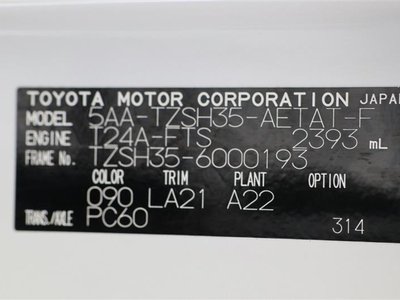 TOYOTA MOTOR CORPORATION JAPAN
MODEL 5AA-TZSH35-AETAT-F
ENGINE T24A-FTS 2393 mL
FRAME No. TZSH35-6000193
COLOR TRIM PLANT OPTION
090 LA21 A22
TRANS./AXLE PC60 314